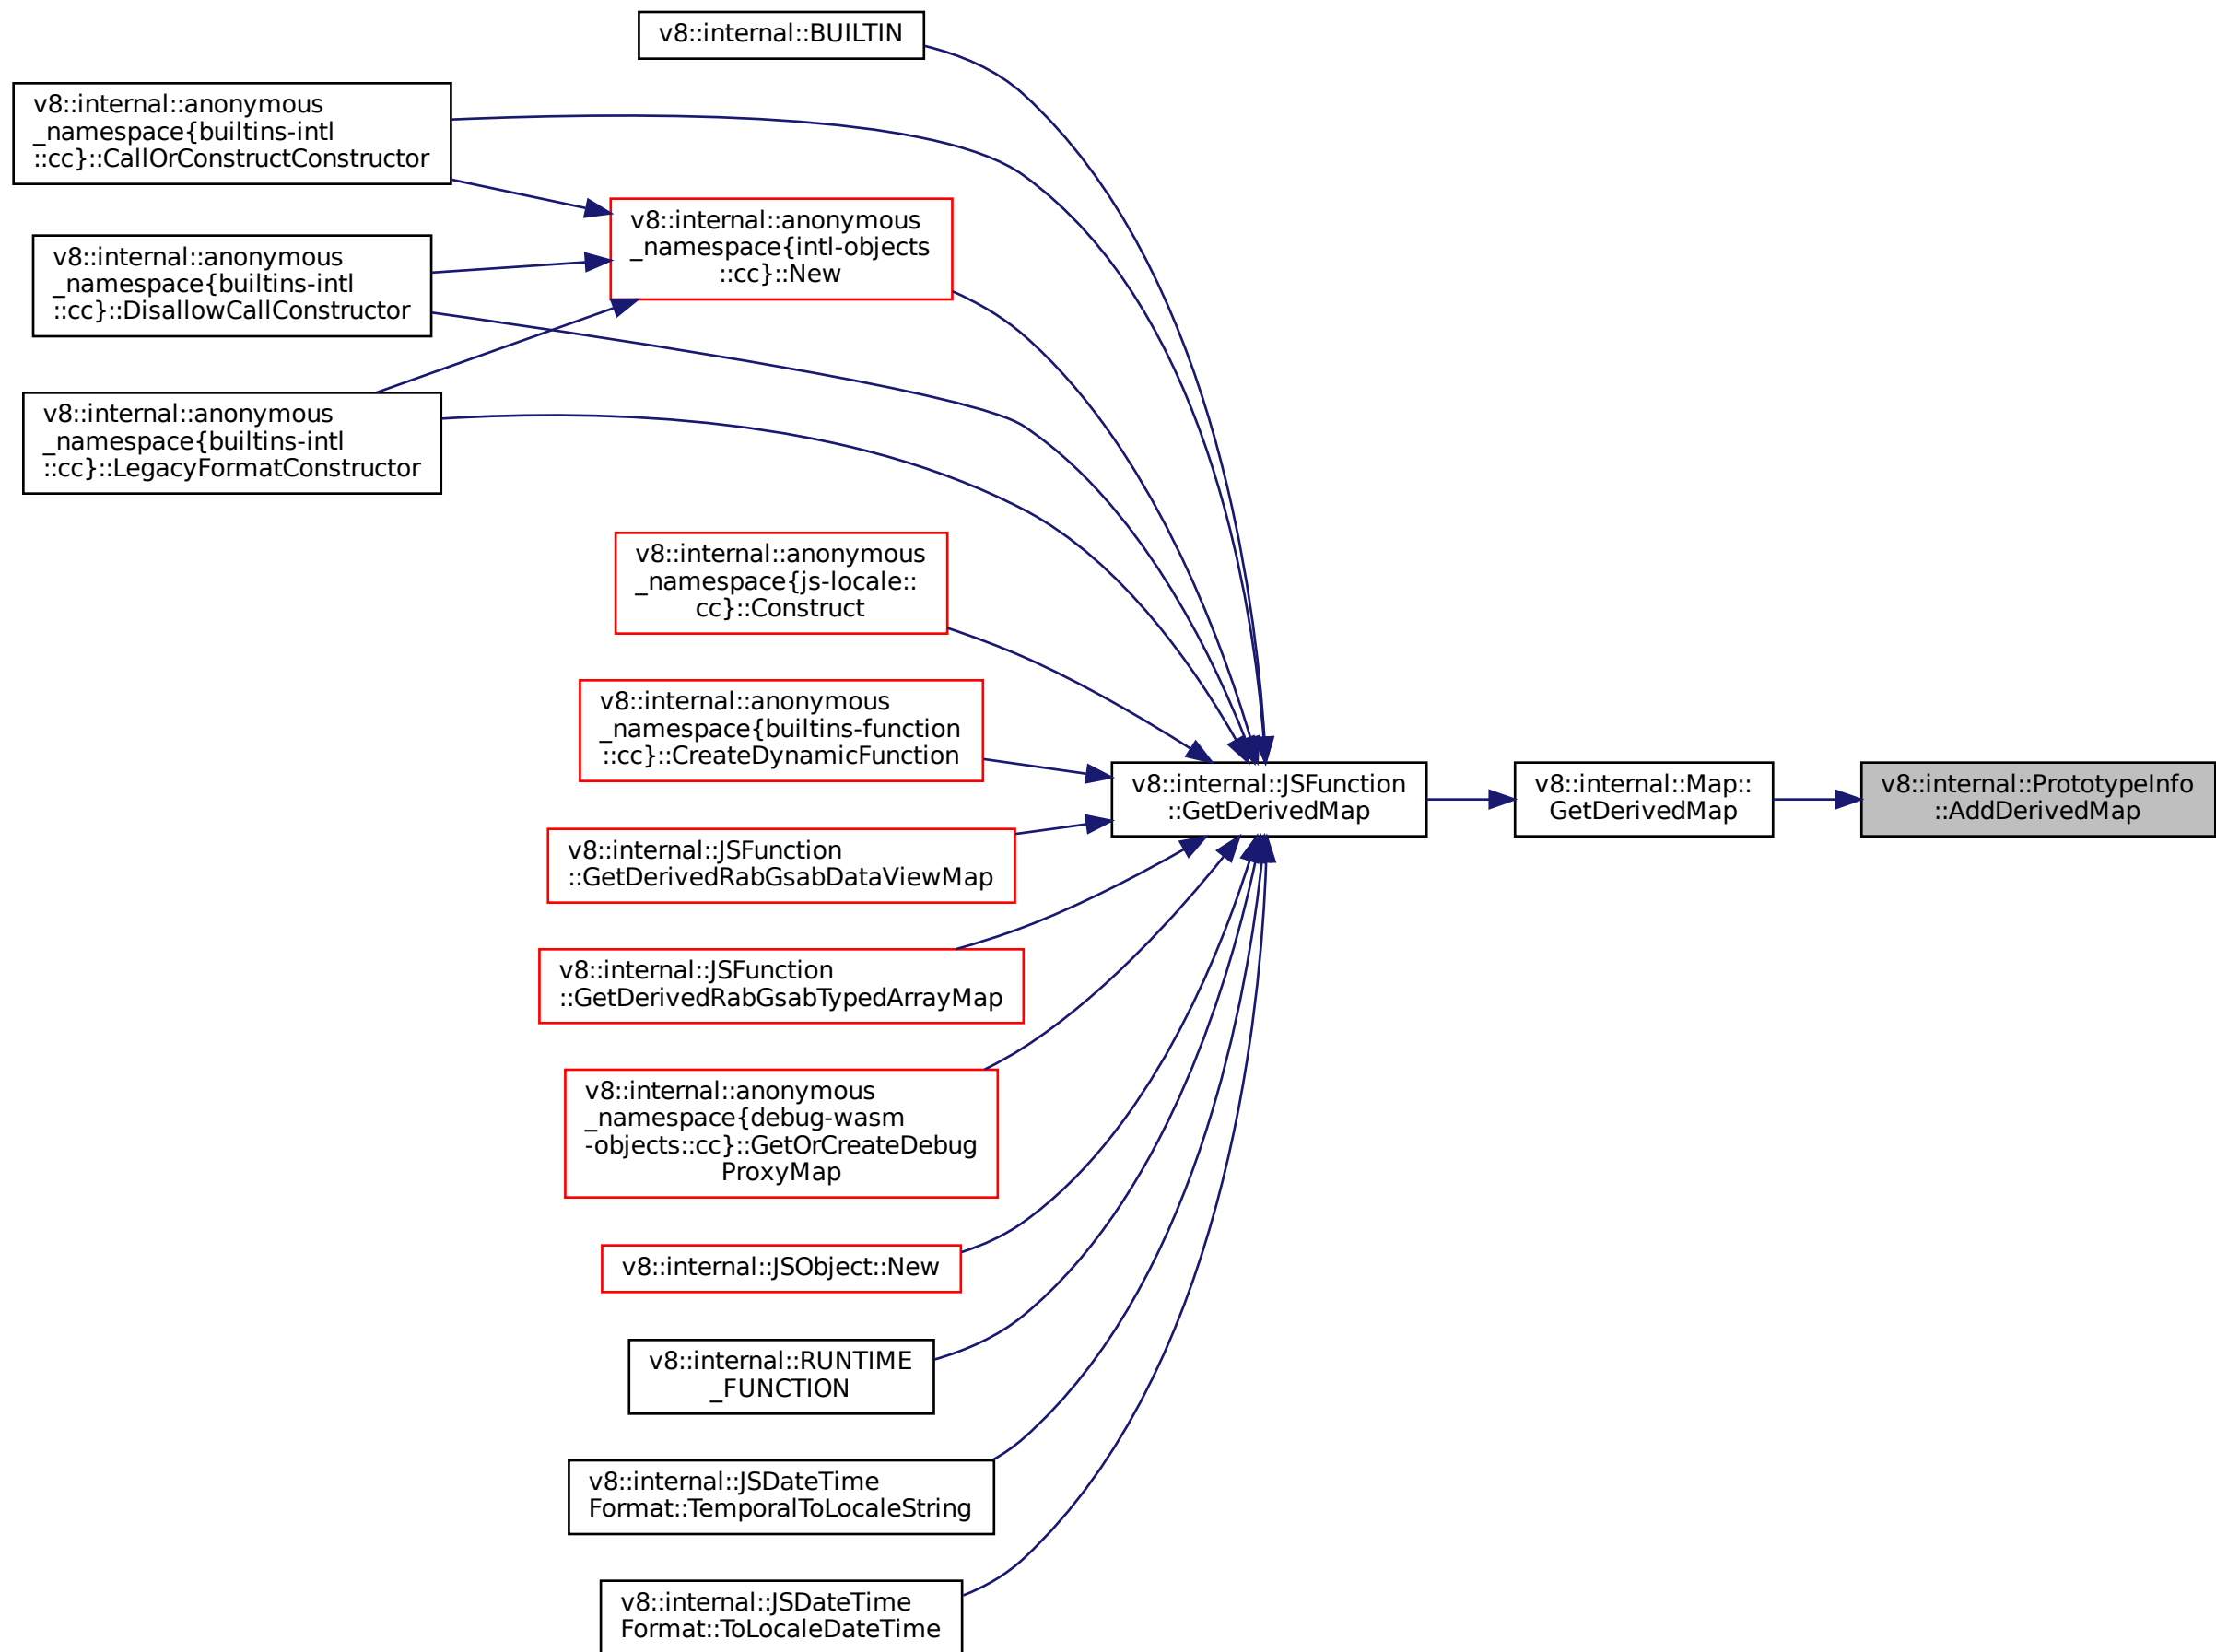 v8::internal::BUILTIN
v8::internal::anonymous
_namespace{builtins-intl
::cc}::CallOrConstructConstructor
v8::internal::anonymous
_namespace{intl-objects
::cc}::New
v8::internal::anonymous
_namespace{builtins-intl
::cc}::DisallowCallConstructor
v8::internal::anonymous
_namespace{builtins-intl
::cc}::LegacyFormatConstructor
v8::internal::anonymous
_namespace{js-locale::
cc}::Construct
v8::internal::anonymous
_namespace{builtins-function
::cc}::CreateDynamicFunction
v8::internal::JSFunction
::GetDerivedMap
v8::internal::Map::
GetDerivedMap
v8::internal::PrototypeInfo
::AddDerivedMap
v8::internal::JSFunction
::GetDerivedRabGsabDataViewMap
v8::internal::JSFunction
::GetDerivedRabGsabTypedArrayMap
v8::internal::anonymous
_namespace{debug-wasm
-objects::cc}::GetOrCreateDebug
ProxyMap
v8::internal::JSObject::New
v8::internal::RUNTIME
_FUNCTION
v8::internal::JSDateTime
Format::TemporalToLocaleString
v8::internal::JSDateTime
Format::ToLocaleDateTime